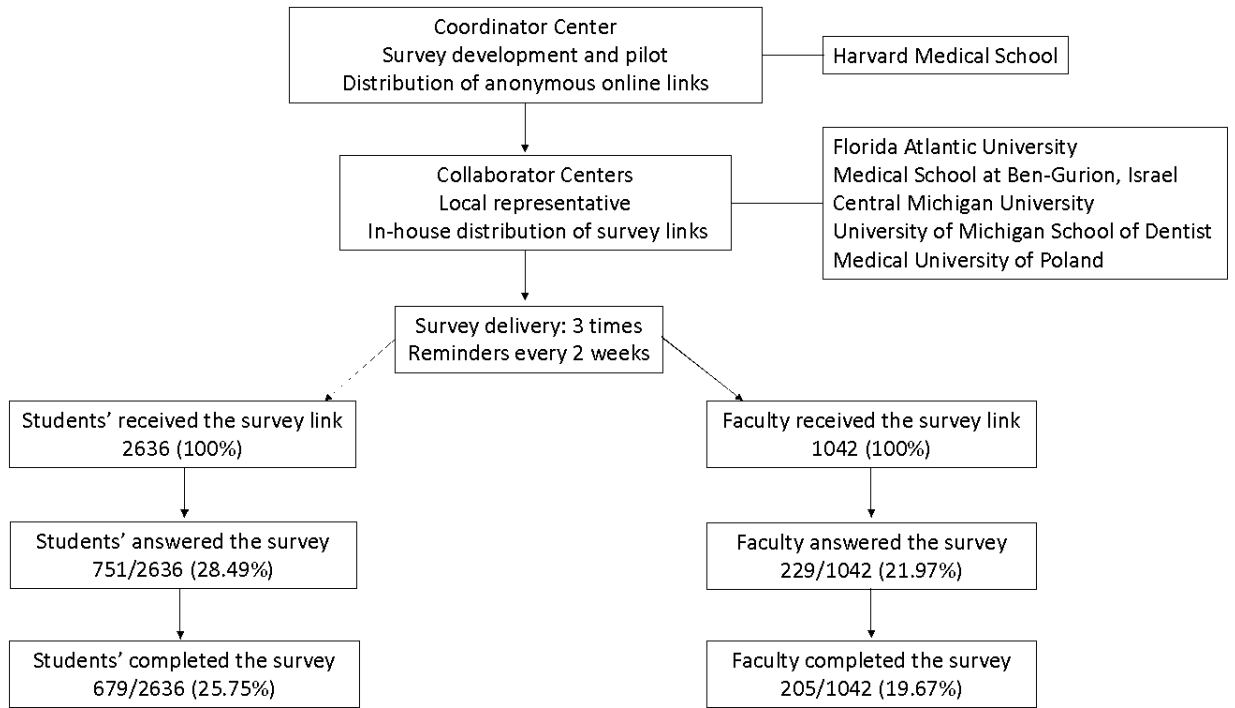 Coordinator Center
Survey development and pilot
Distribution of anonymous online links
Harvard Medical School
Collaborator Centers
Local representative
In-house distribution of survey links
Florida Atlantic University
Medical School at Ben-Gurion, Israel
Central Michigan University
University of Michigan School of Dentist
Medical University of Poland
Survey delivery: 3 times
Reminders every 2 weeks
Students’ received the survey link
2636 (100%)
Faculty received the survey link
1042 (100%)
Students’ answered the survey
751/2636 (28.49%)
Faculty answered the survey
229/1042 (21.97%)
Students’ completed the survey
679/2636 (25.75%)
Faculty completed the survey
205/1042 (19.67%)